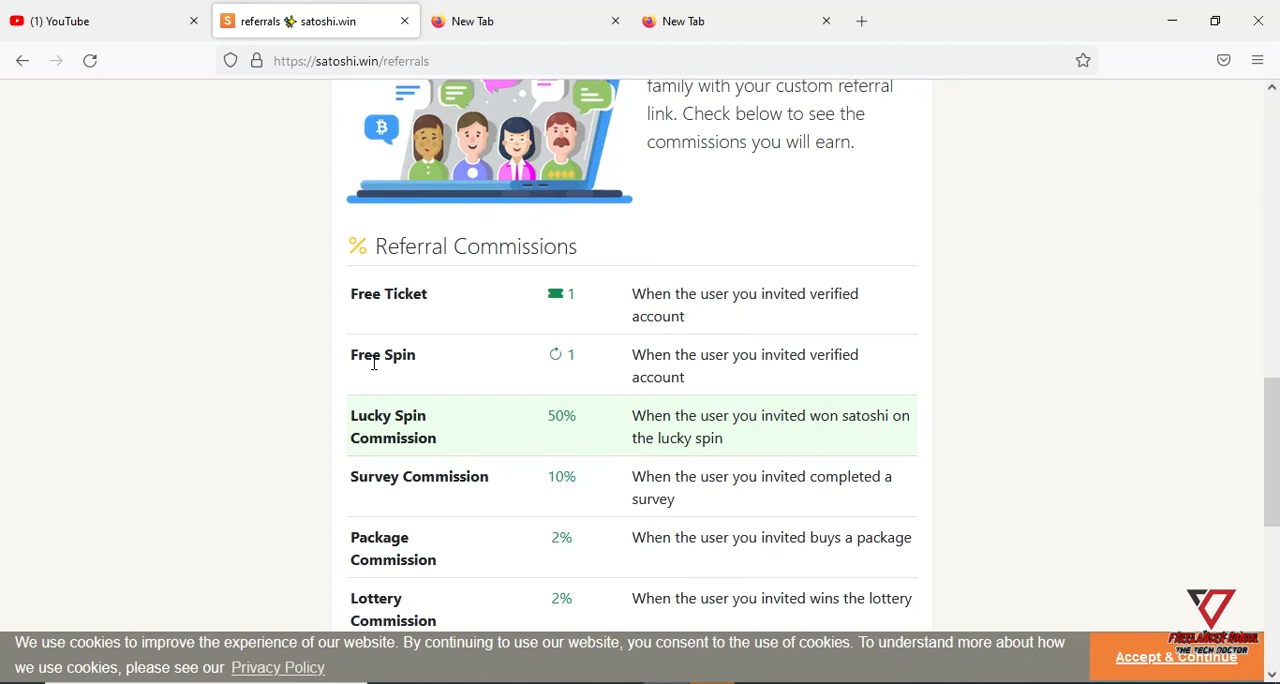 (1) YouTube
referrals satoshi.win
New Tab
New Tab
https://satoshi.win/referrals
family with your custom referral
link. Check below to see the
commissions you will earn.
% Referral Commissions
Free Ticket 1 When the user you invited verified
account
Free Spin 1 When the user you invited verified
account
Lucky Spin 50% When the user you invited won satoshi on
Commission the lucky spin
Survey Commission 10% When the user you invited completed a
survey
Package 2% When the user you invited buys a package
Commission
Lottery 2% When the user you invited wins the lottery
Commission
We use cookies to improve the experience of our website. By continuing to use our website, you consent to the use of cookies. To understand more about how
we use cookies, please see our Privacy Policy
Accept & Continue
THE TECH DOCTOR